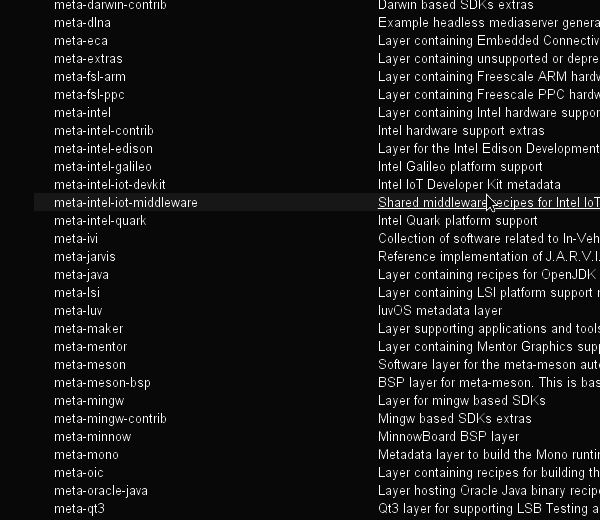 meta-darwin-contrib Darwin based SDKs extras
meta-dlna Example headless mediaserver genera
meta-eca Layer containing Embedded Connectiv
meta-extras Layer containing unsupported or depre
meta-fsl-arm Layer containing Freescale ARM hardw
meta-fsl-ppc Layer containing Freescale PPC hardw
meta-intel Layer containing Intel hardware suppor
meta-intel-contrib Intel hardware support extras
meta-intel-edison Layer for the Intel Edison Development
meta-intel-galileo Intel Galileo platform support
meta-intel-iot-devkit Intel IoT Developer Kit metadata
meta-intel-iot-middleware Shared middleware recipes for Intel IoT
meta-intel-quark Intel Quark platform support
meta-ivi Collection of software related to In-Veh
meta-jarvis Reference implementation of J.A.R.V.I.
meta-java Layer containing recipes for OpenJDK
meta-lsi Layer containing LSI platform support
meta-luv luvOS metadata layer
meta-maker Layer supporting applications and tools
meta-mentor Layer containing Mentor Graphics supp
meta-meson Software layer for the meta-meson aut
meta-meson-bsp BSP layer for meta-meson. This is bas
meta-mingw Layer for mingw based SDKs
meta-mingw-contrib Mingw based SDKs extras
meta-minnow MinnowBoard BSP layer
meta-mono Metadata layer to build the Mono runti
meta-oic Layer containing recipes for building th
meta-oracle-java Layer hosting Oracle Java binary recip
meta-qt3 Qt3 layer for supporting LSB Testing a